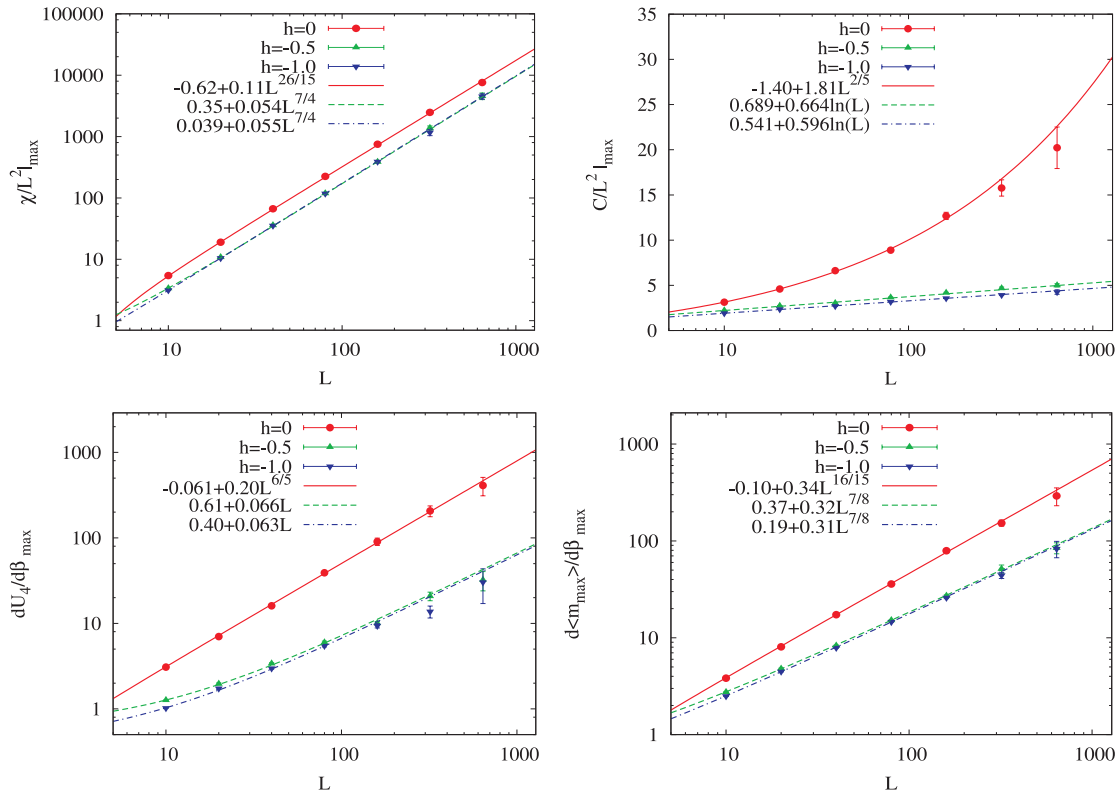 100000
10000
1000
100
10
1
10
100
1000
χ/L²|max
L
h=0
h=-0.5
h=-1.0
-0.62+0.11L^26/15
0.35+0.054L^7/4
0.039+0.055L^7/4
35
30
25
20
15
10
5
0
10
100
1000
C/L²|max
L
h=0
h=-0.5
h=-1.0
-1.40+1.81L^2/5
0.689+0.664ln(L)
0.541+0.596ln(L)
1000
100
10
1
10
100
1000
dU₄/dβ max
L
h=0
h=-0.5
h=-1.0
-0.061+0.20L^6/5
0.61+0.066L
0.40+0.063L
1000
100
10
1
10
100
1000
d<m_max>/dβ max
L
h=0
h=-0.5
h=-1.0
-0.10+0.34L^16/15
0.37+0.32L^7/8
0.19+0.31L^7/8